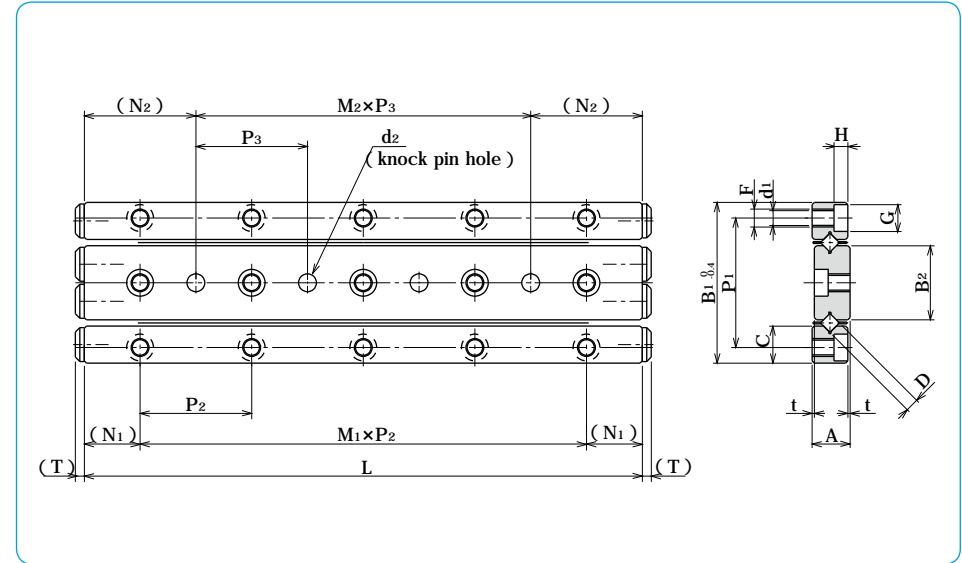 ( N2 ) M2×P3 ( N2 )
P3 d2 H
( knock pin hole )
F d1 G
B1 0 -0.4 P1 B2
C
D
P2 t t
( N1 ) M1×P2 ( N1 ) A
( T ) L ( T )